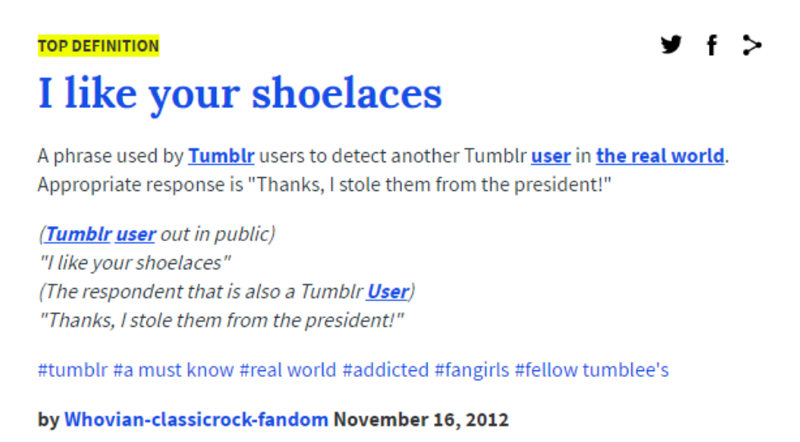 TOP DEFINITION
I like your shoelaces
A phrase used by Tumblr users to detect another Tumblr user in the real world.
Appropriate response is "Thanks, I stole them from the president!"
(Tumblr user out in public)
"I like your shoelaces"
(The respondent that is also a Tumblr User)
"Thanks, I stole them from the president!"
#tumblr #a must know #real world #addicted #fangirls #fellow tumblee's
by Whovian-classicrock-fandom November 16, 2012